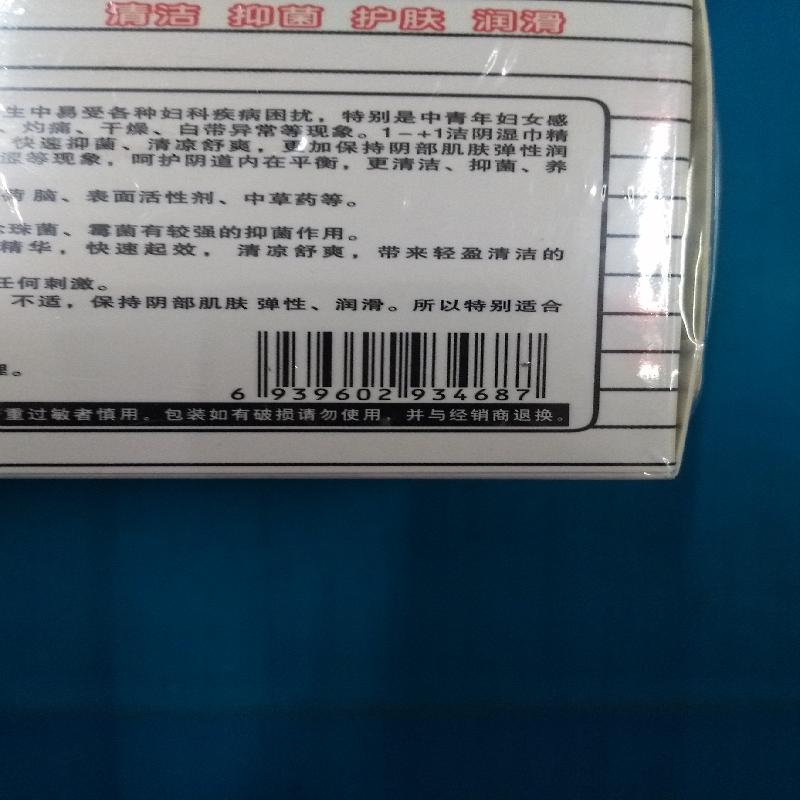 清洁 抑菌 护肤 润滑
生中易受各种妇科疾病困扰，特别是中青年妇女感
、灼痛、干燥、白带异常等现象。1-+1洁阴湿巾精
快速抑菌、清凉舒爽，更加保持阴部肌肤弹性润
等现象，呵护阴道内在平衡，更清洁、抑菌、养
脑、表面活性剂、中草药等。
珠菌、霉菌有较强的抑菌作用。
精华，快速起效， 清凉舒爽，带来轻盈清洁的
任何刺激。
不适，保持阴部肌肤 弹性、润滑。所以特别适合
。
6 939602 934687
重过敏者慎用。包装如有破损请勿使用，并与经销商退换。